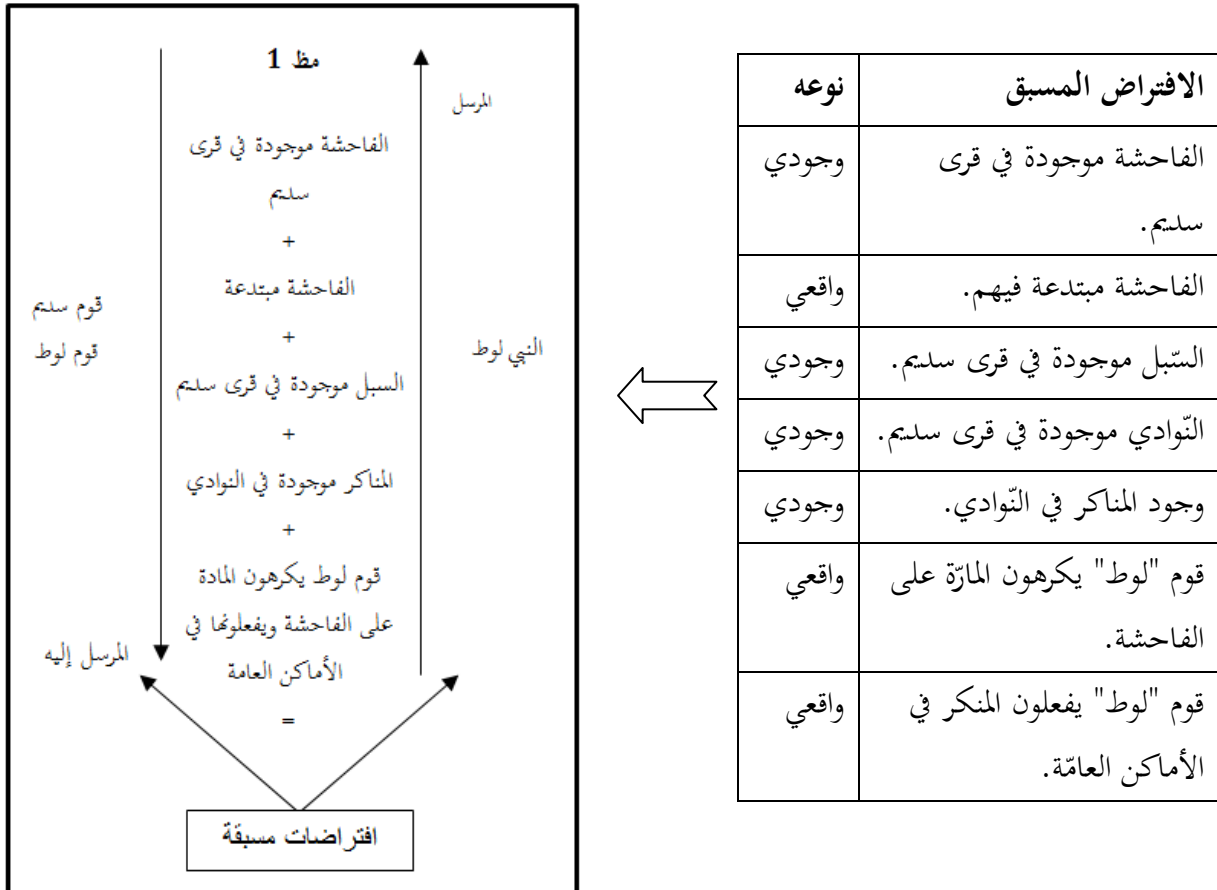 الافتراض المسبق
نوعه
الفاحشة موجودة في قرى
سديم.
وجودي
الفاحشة مبتدعة فيهم.
واقعي
السّبل موجودة في قرى سديم.
وجودي
النّوادي موجودة في قرى سديم.
وجودي
وجود المناكر في النّوادي.
وجودي
قوم "لوط" يكرهون المارّة على
الفاحشة.
واقعي
قوم "لوط" يفعلون المنكر في
الأماكن العامّة.
واقعي
مظ 1
المرسل
النبي لوط
الفاحشة موجودة في قرى
سديم
+
الفاحشة مبتدعة
+
السبل موجودة في قرى سديم
+
المناكر موجودة في النوادي
+
قوم لوط يكرهون المادة
على الفاحشة ويفعلونها في
الأماكن العامة
=
قوم سديم
قوم لوط
المرسل إليه
افتراضات مسبقة